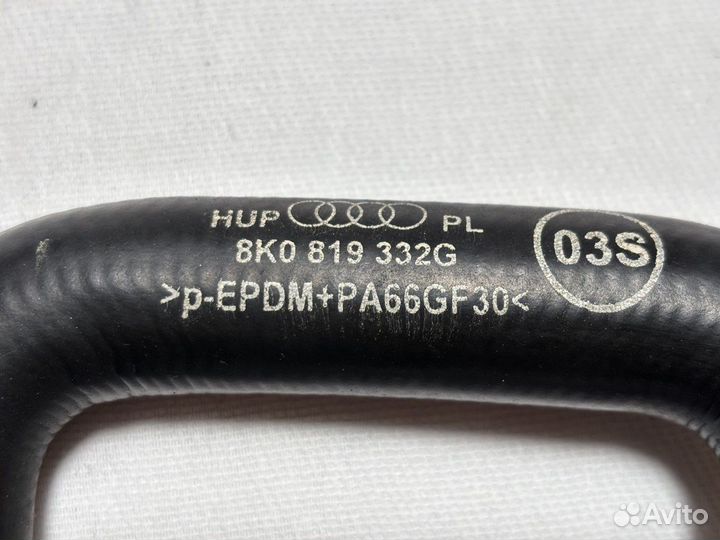 HUP PL
8K0 819 332G
>p-EPDM+PA66GF30<
03S
Avito